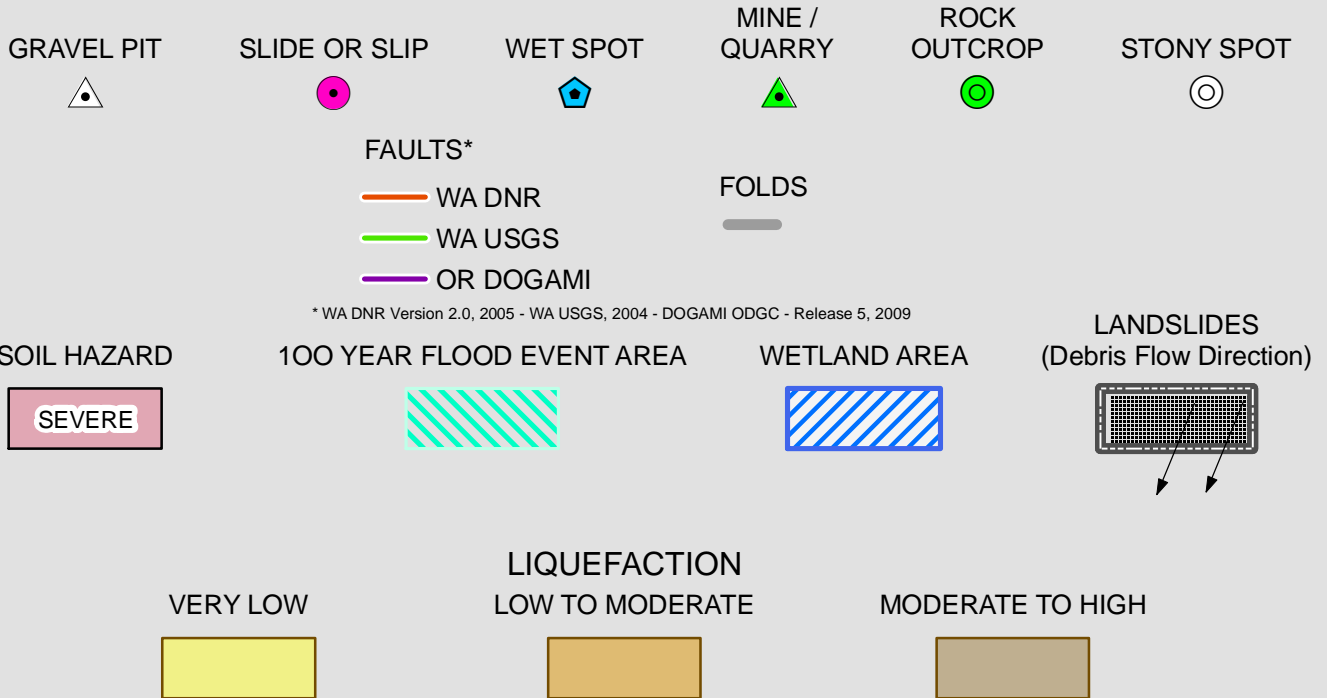 MINE /
ROCK
GRAVEL PIT SLIDE OR SLIP WET SPOT QUARRY OUTCROP STONY SPOT
FAULTS*
FOLDS
WA DNR
WA USGS
OR DOGAMI
* WA DNR Version 2.0, 2005 - WA USGS, 2004 - DOGAMI ODGC - Release 5, 2009
LANDSLIDES
SOIL HAZARD 1OO YEAR FLOOD EVENT AREA WETLAND AREA (Debris Flow Direction)
SEVERE
LIQUEFACTION
VERY LOW LOW TO MODERATE MODERATE TO HIGH